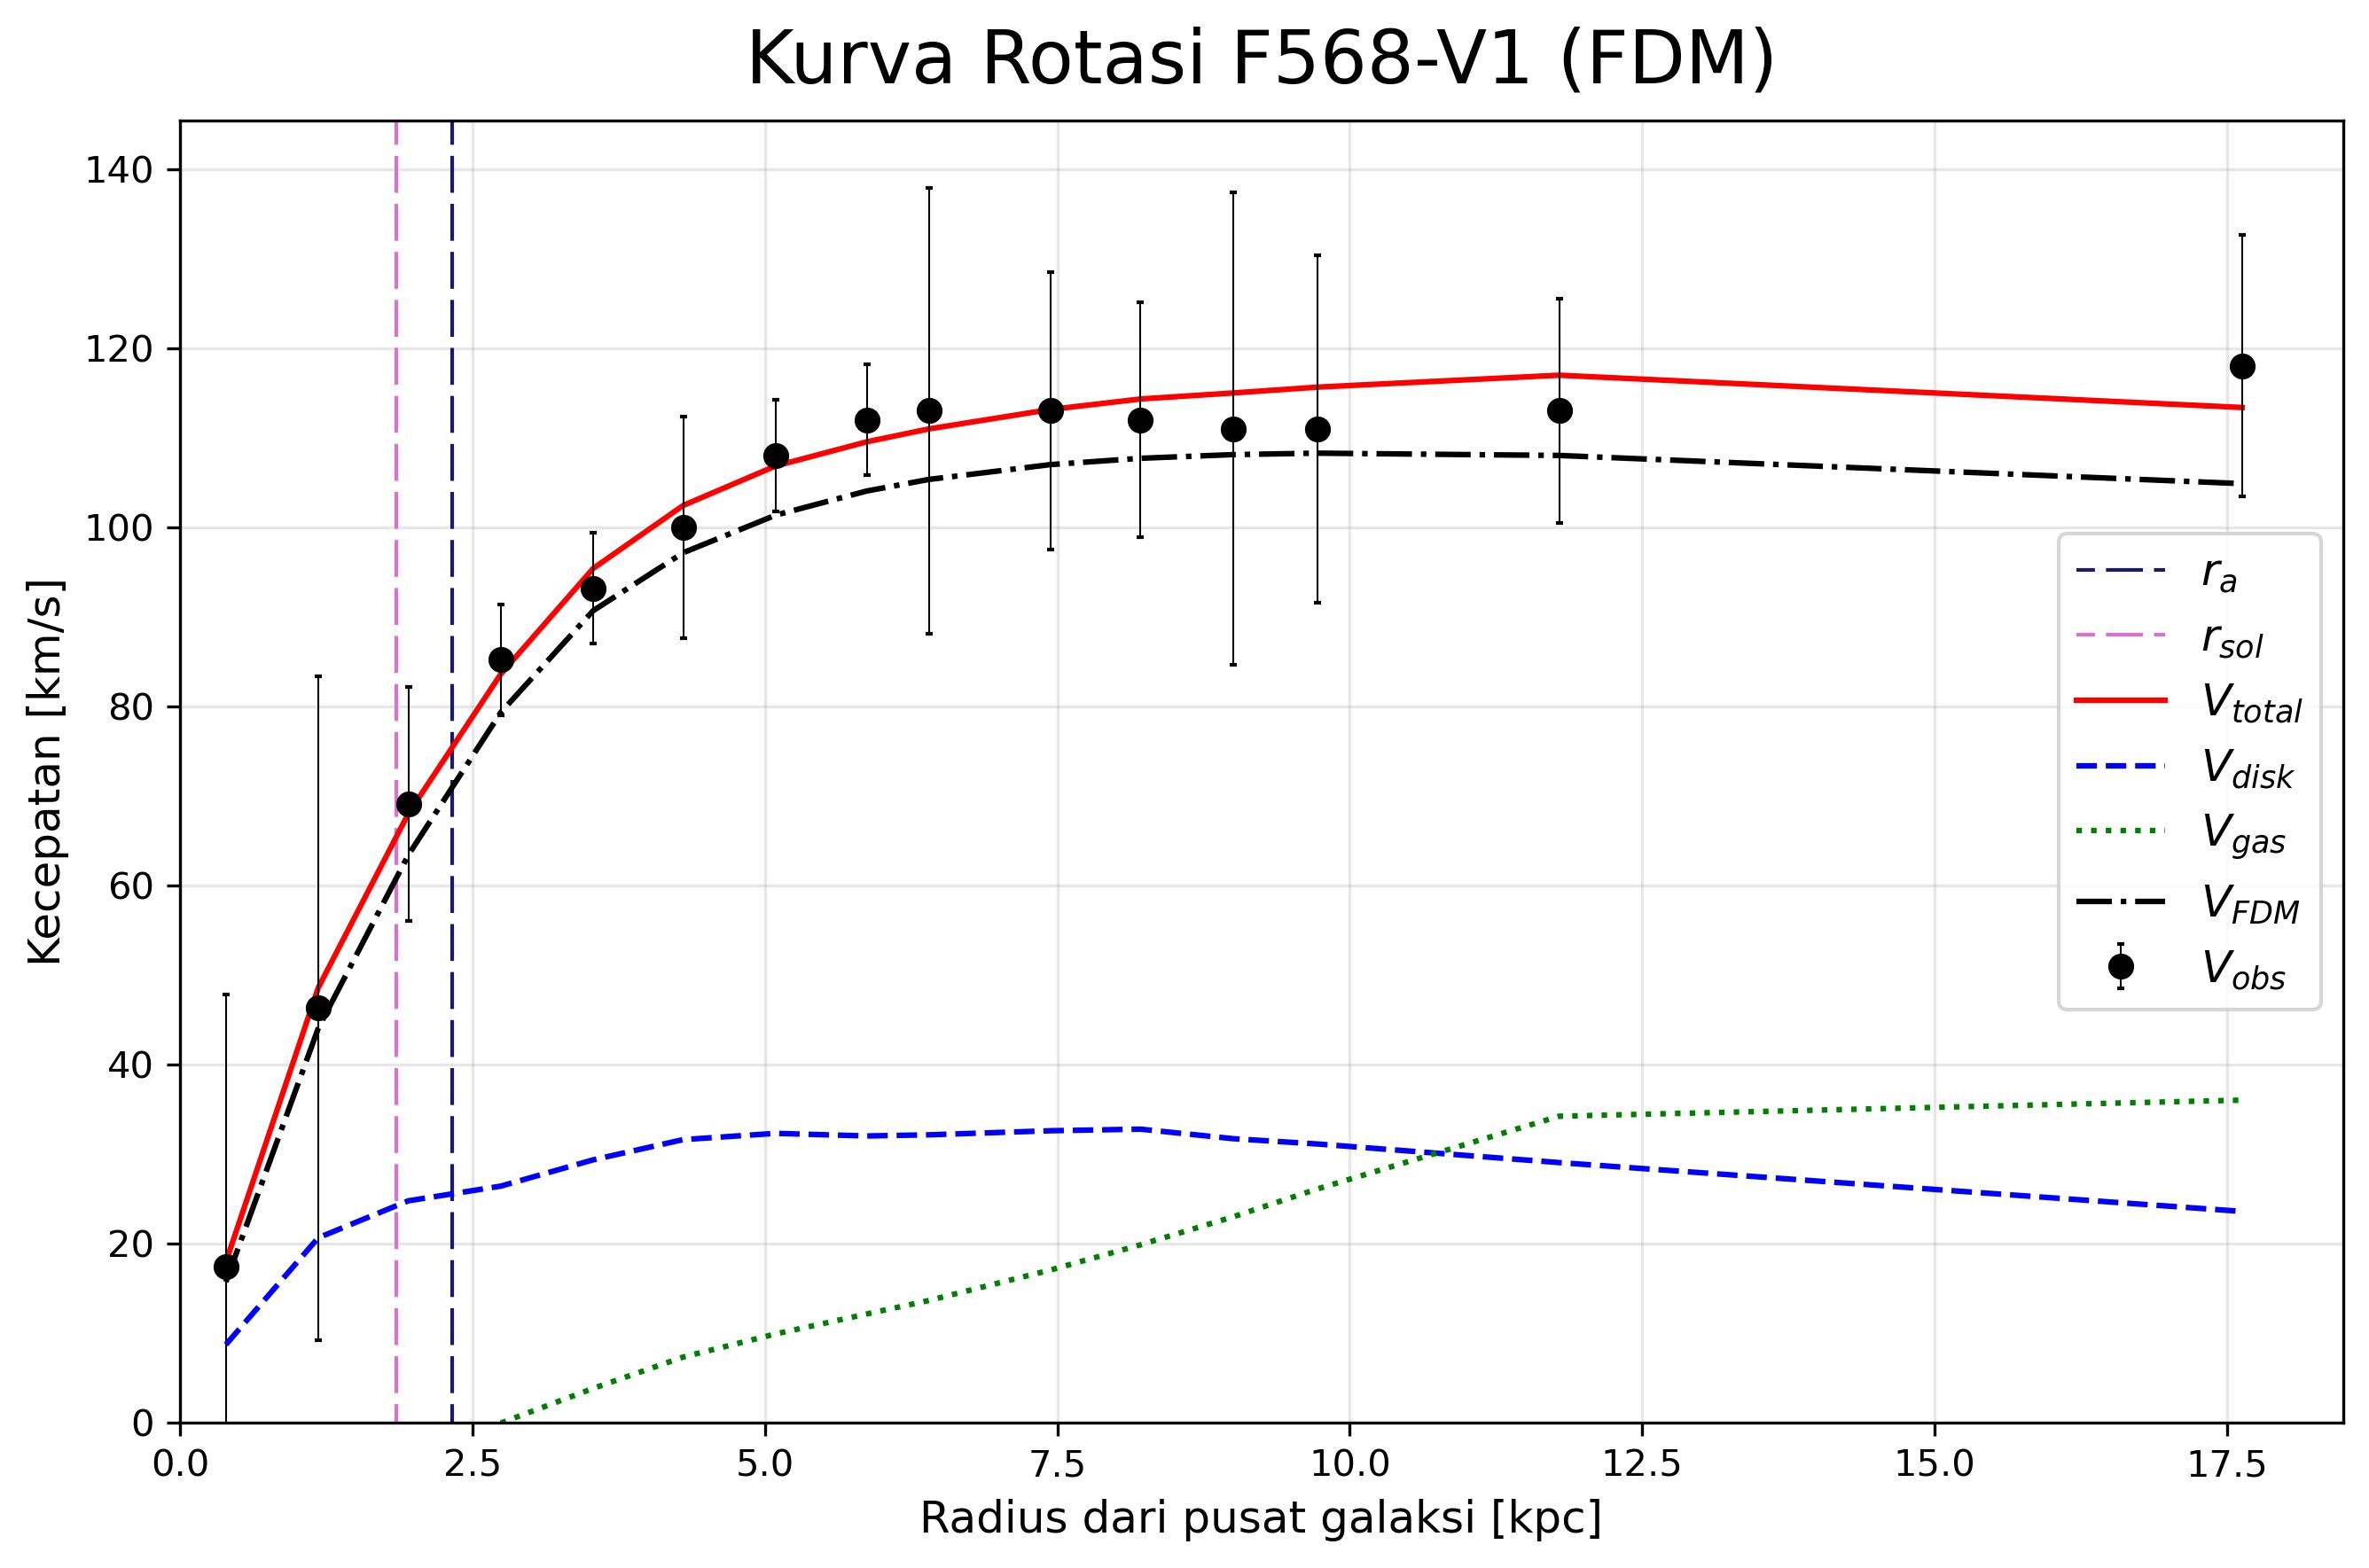 Kurva Rotasi F568-V1 (FDM)
Kecepatan [km/s]
140
120
100
80
60
40
20
0
0.0 2.5 5.0 7.5 10.0 12.5 15.0 17.5
Radius dari pusat galaksi [kpc]
r_a
r_sol
V_total
V_disk
V_gas
V_FDM
V_obs